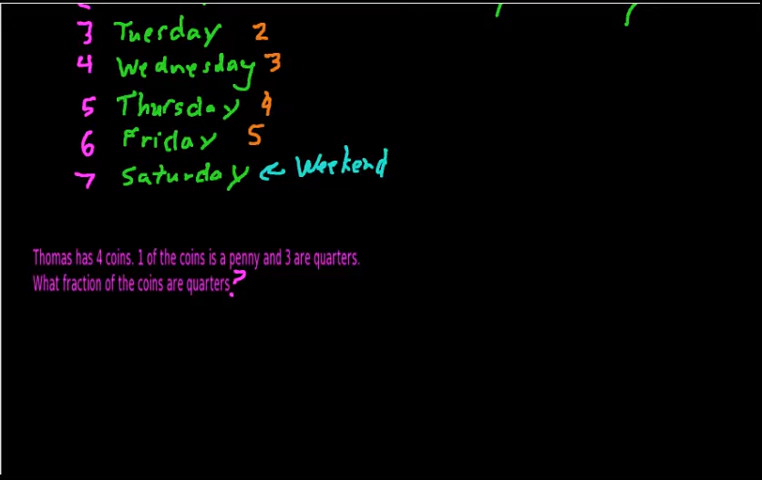 3 Tuesday 2
4 Wednesday 3
5 Thursday 4
6 Friday 5
7 Saturday ← Weekend
Thomas has 4 coins. 1 of the coins is a penny and 3 are quarters.
What fraction of the coins are quarters?